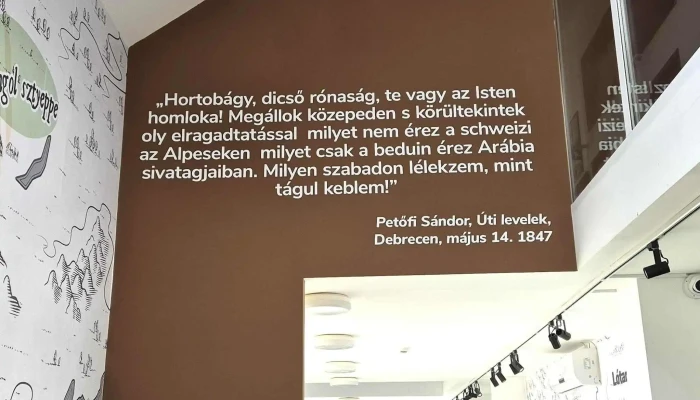 „Hortobágy, dicső rónaság, te vagy az Isten
homloka! Megállok közepeden s körültekintek
oly elragadtatással milyet nem érez a schweizi
az Alpeseken milyet csak a beduin érez Arábia
sivatagjaiban. Milyen szabadon lélekzem, mint
tágul keblem!”
Petőfi Sándor, Úti levelek,
Debrecen, május 14. 1847
sztyeppe